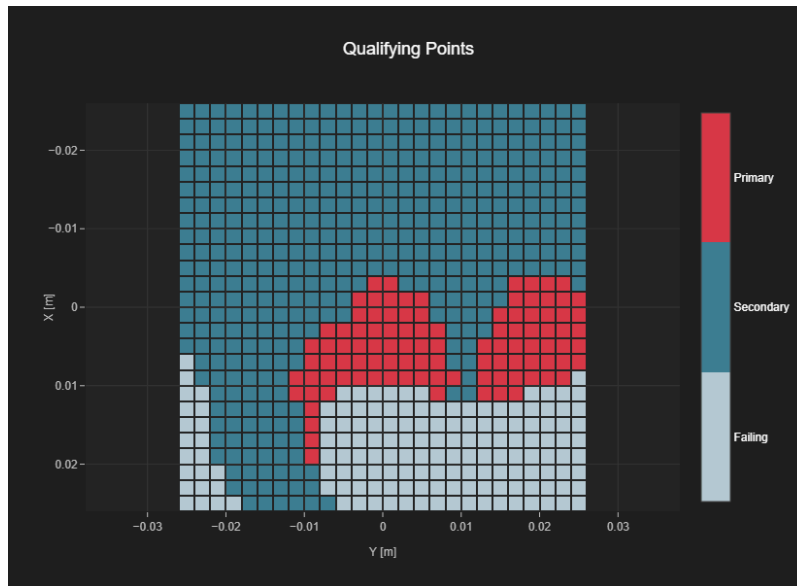 Qualifying Points
−0.02
−0.01
0
0.01
0.02
X [m]
−0.03
−0.02
−0.01
0
0.01
0.02
0.03
Y [m]
Primary
Secondary
Failing